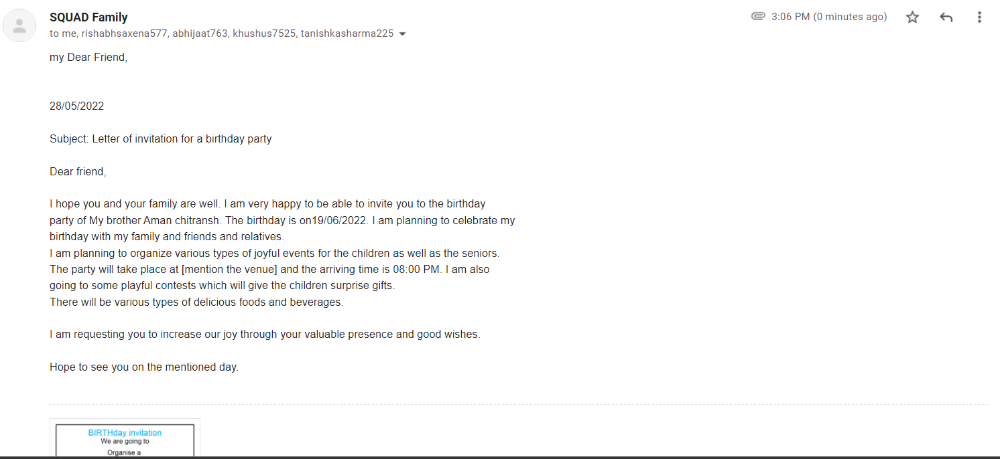 SQUAD Family
3:06 PM (0 minutes ago)
to me, rishabhsaxena577, abhijaat763, khushus7525, tanishkasharma225
my Dear Friend,
28/05/2022
Subject: Letter of invitation for a birthday party
Dear friend,
I hope you and your family are well. I am very happy to be able to invite you to the birthday
party of My brother Aman chitransh. The birthday is on19/06/2022. I am planning to celebrate my
birthday with my family and friends and relatives.
I am planning to organize various types of joyful events for the children as well as the seniors.
The party will take place at [mention the venue] and the arriving time is 08:00 PM. I am also
going to some playful contests which will give the children surprise gifts.
There will be various types of delicious foods and beverages.
I am requesting you to increase our joy through your valuable presence and good wishes.
Hope to see you on the mentioned day.
BIRTHday invitation
We are going to
Organise a